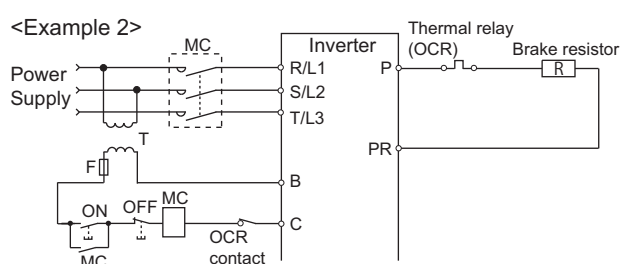 <Example 2>
MC
Inverter
Thermal relay
(OCR)
Brake resistor
Power
Supply
R/L1
S/L2
T/L3
P
R
T
PR
F
B
ON
OFF
MC
C
OCR
contact
MC